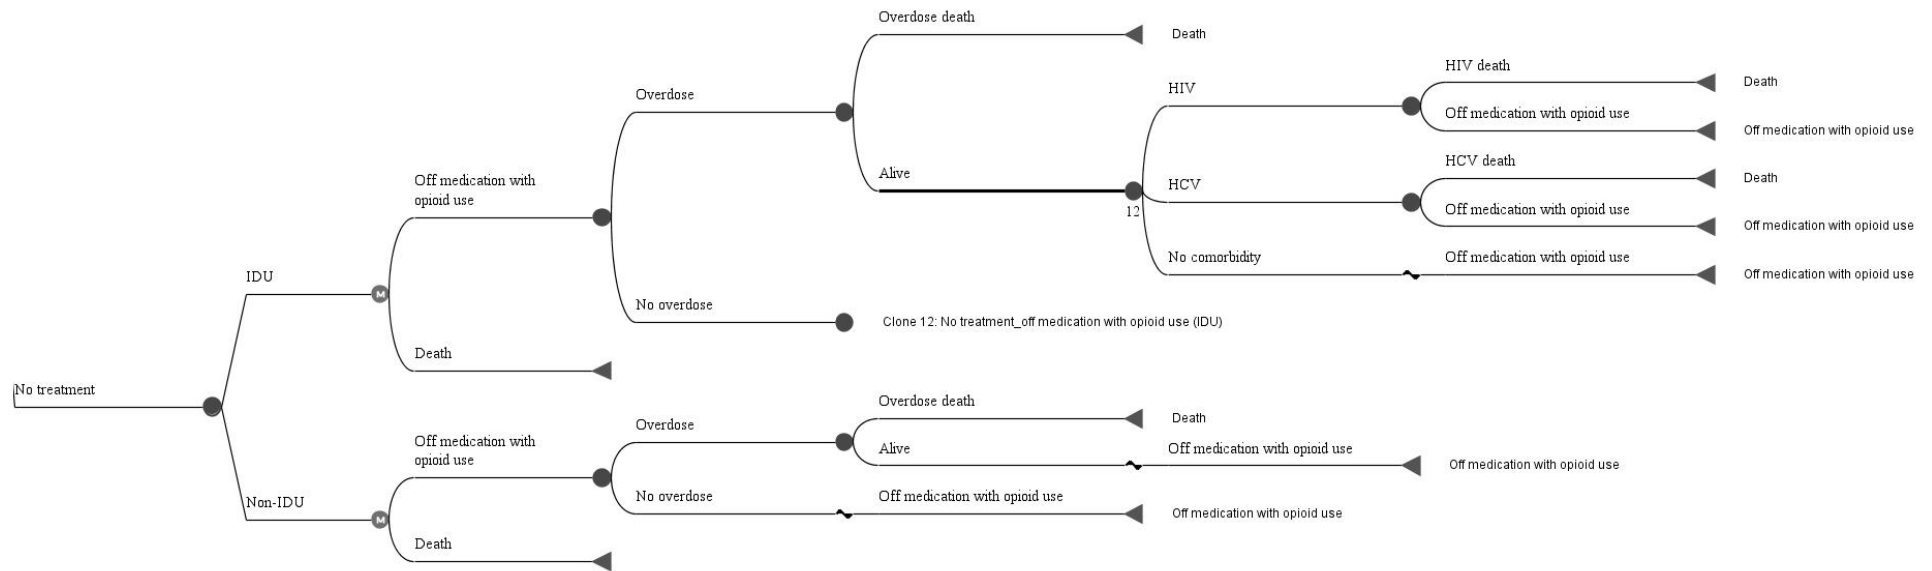 Overdose death
Death
HIV death
Death
HIV
Overdose
Off medication with opioid use
Off medication with opioid use
HCV death
Alive
Death
Off medication with
opioid use
HCV
12
Off medication with opioid use
Off medication with opioid use
No comorbidity
Off medication with opioid use
Off medication with opioid use
IDU
M
No overdose
Clone 12: No treatment_off medication with opioid use (IDU)
Death
No treatment
Overdose death
Death
Overdose
Off medication with
opioid use
Alive
Off medication with opioid use
Off medication with opioid use
No overdose
Off medication with opioid use
Off medication with opioid use
Non-IDU
M
Death